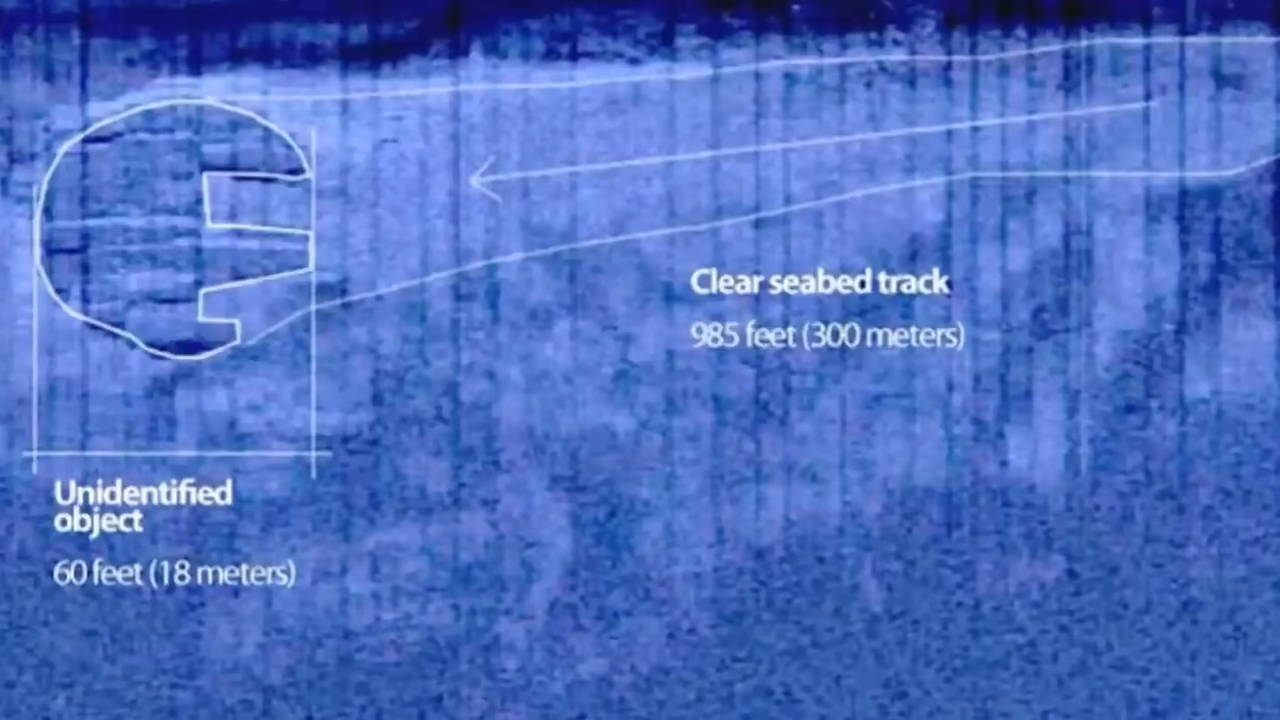 Clear seabed track
985 feet (300 meters)
Unidentified
object
60 feet (18 meters)